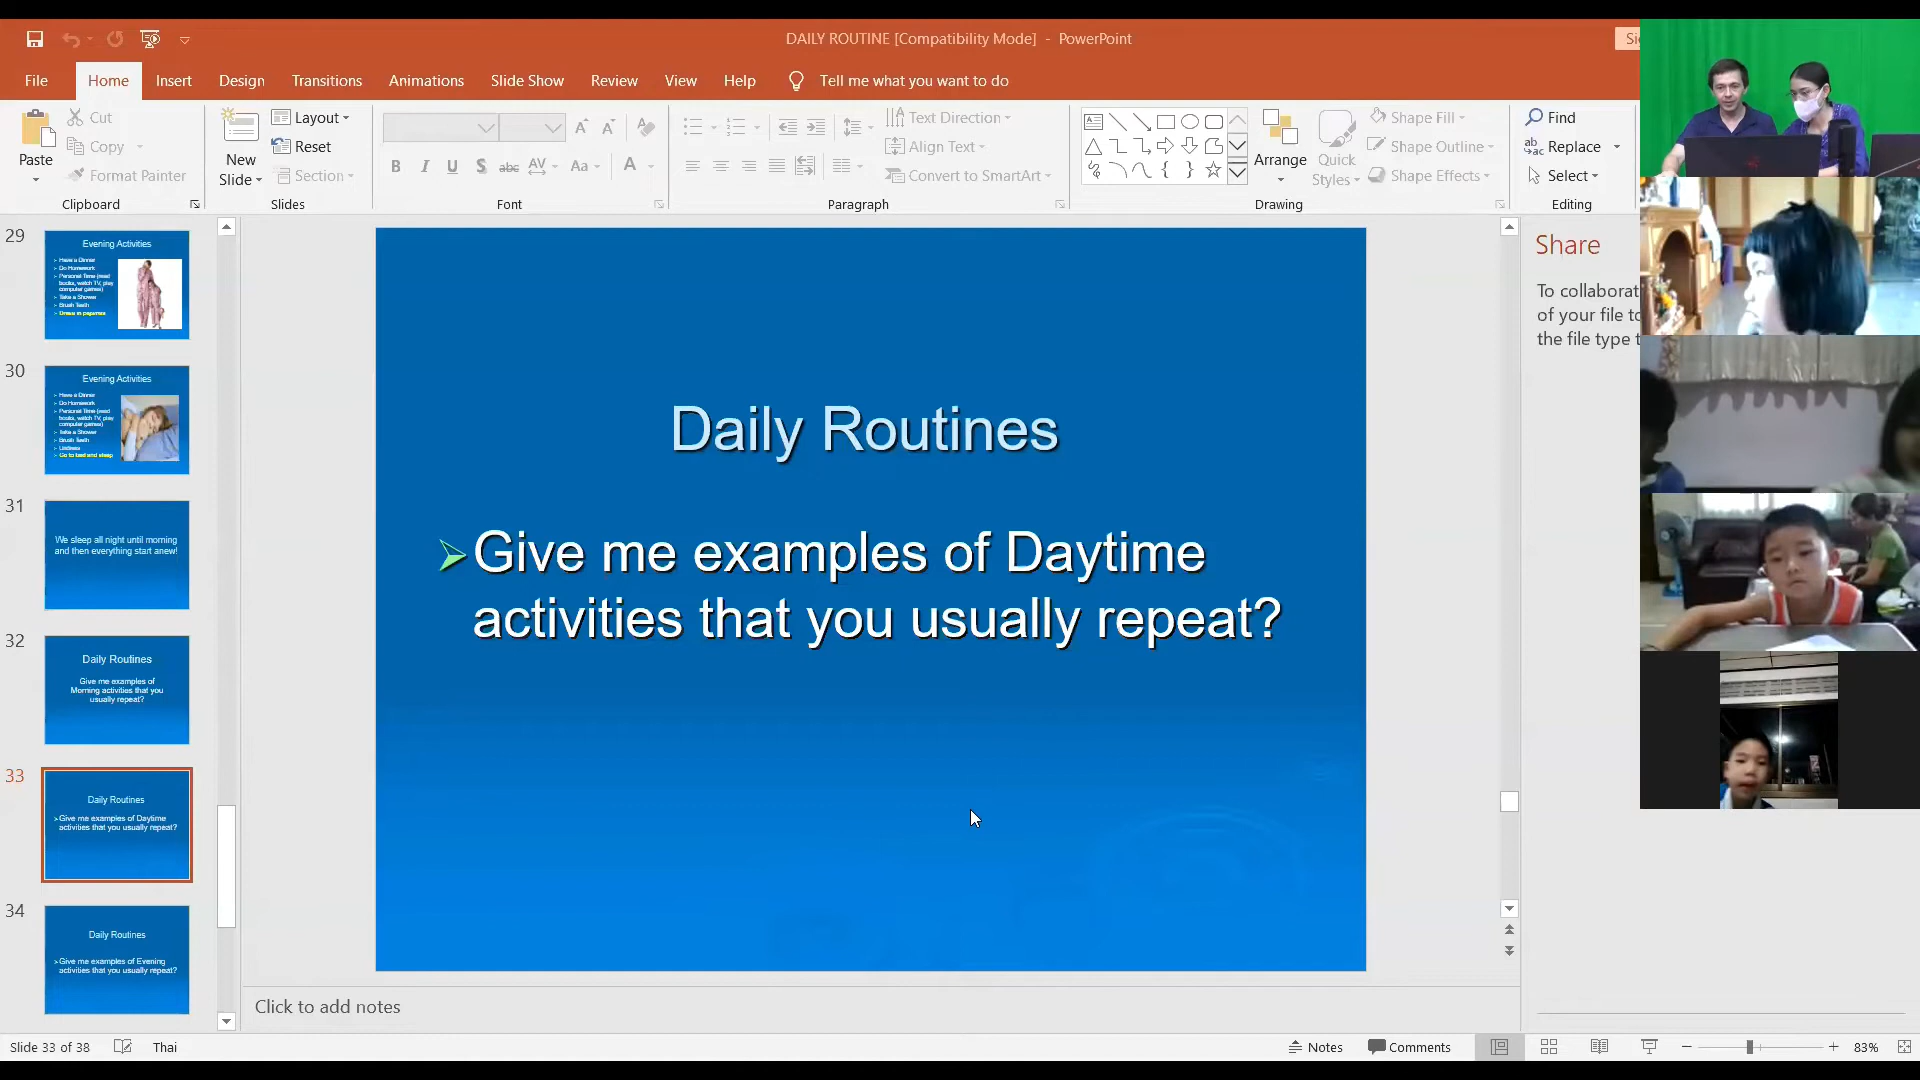 DAILY ROUTINE [Compatibility Mode] - PowerPoint
File Home Insert Design Transitions Animations Slide Show Review View Help Tell me what you want to do
Paste
Cut
Copy
Format Painter
Clipboard
New Slide
Layout
Reset
Section
Slides
B I U S abc AV Aa A
Font
Text Direction
Align Text
Convert to SmartArt
Paragraph
Arrange
Quick Styles
Shape Fill
Shape Outline
Shape Effects
Drawing
Find
Replace
Select
Editing
29
Evening Activities
Have a Dinner
Do Homework
Personal Time (read
books, watch TV, play
computer games)
Take a Shower
Brush Teeth
Dress in pajamas
30
Evening Activities
Have a Dinner
Do Homework
Personal Time (read
books, watch TV, play
computer games)
Take a Shower
Brush Teeth
Undress
Go to bed and sleep
31
We sleep all night until morning
and then everything start anew!
32
Daily Routines
Give me examples of
Morning activities that you
usually repeat?
33
Daily Routines
Give me examples of Daytime
activities that you usually repeat?
34
Daily Routines
Give me examples of Evening
activities that you usually repeat?
Daily Routines
Give me examples of Daytime
activities that you usually repeat?
Share
To collaborat
of your file to
the file type t
Click to add notes
Slide 33 of 38 Thai Notes Comments 83%